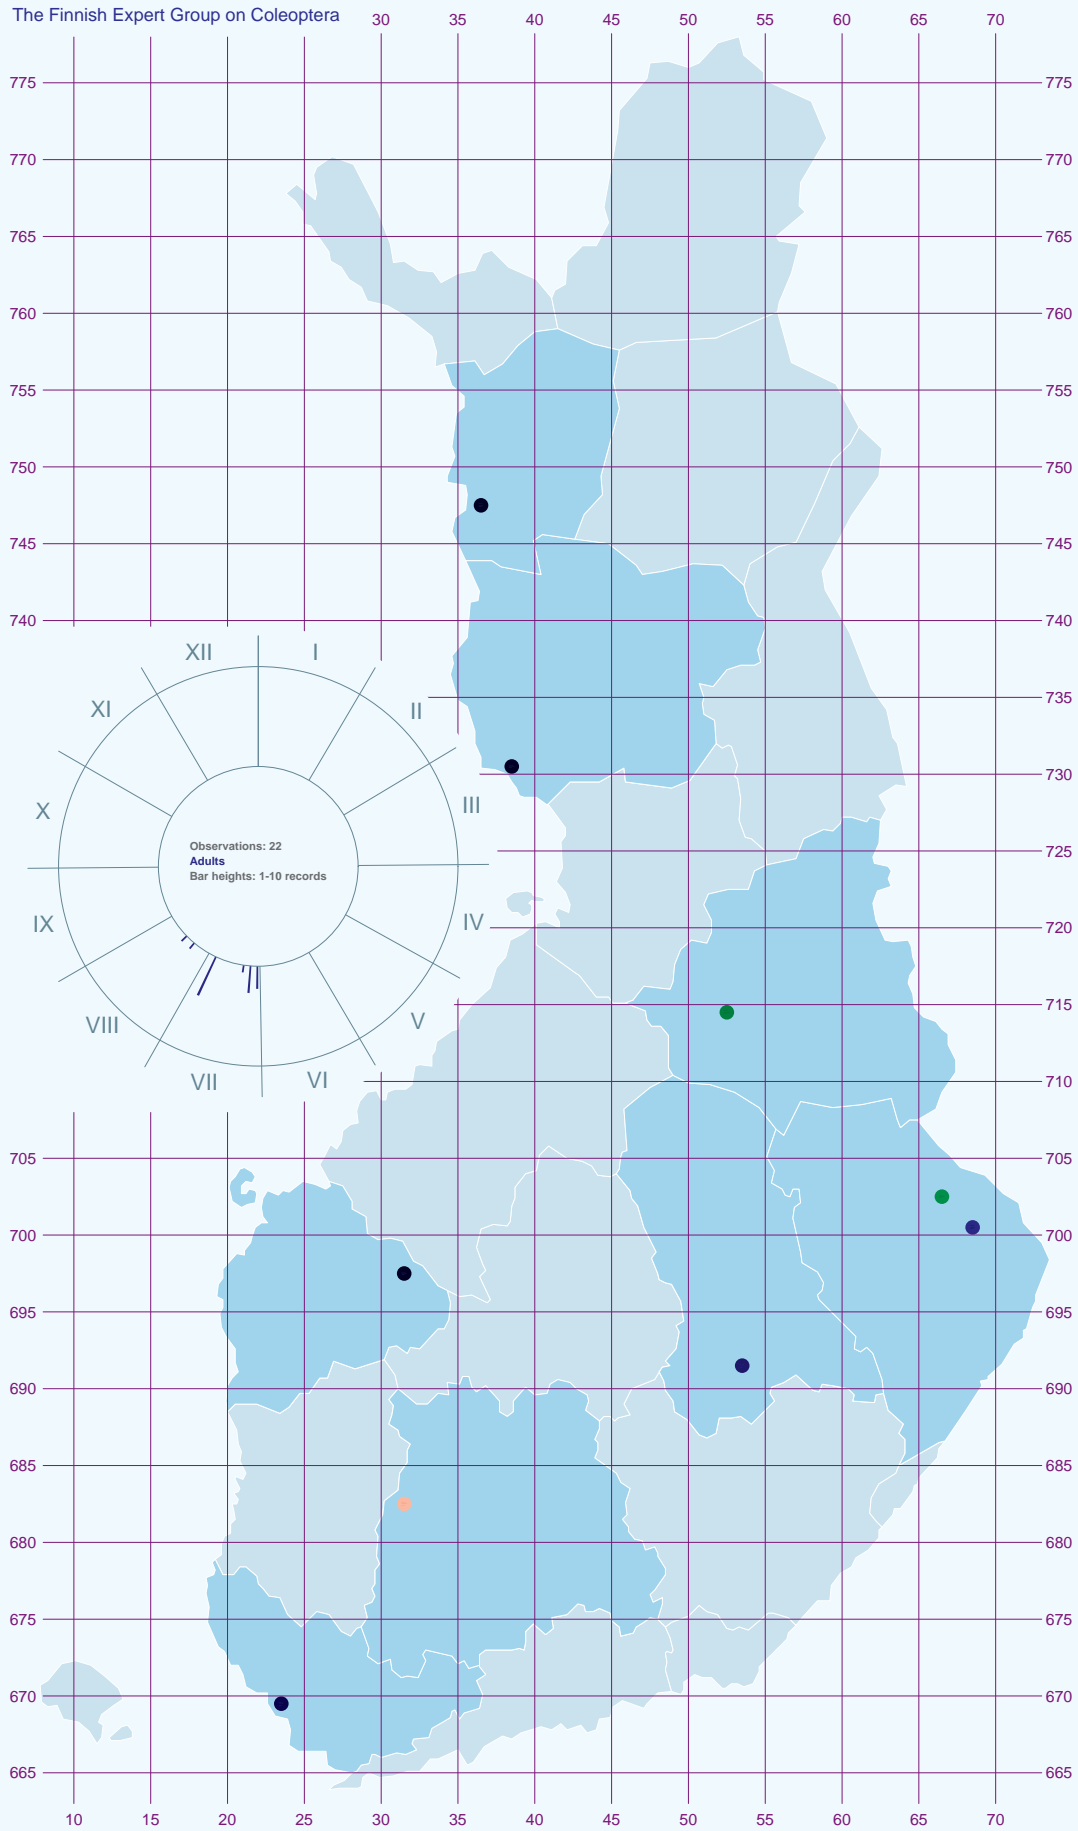 The Finnish Expert Group on Coleoptera
30 35 40 45 50 55 60 65 70
775 775
770 770
765 765
760 760
755 755
750 750
745 745
740 740
XII I
XI II
735
X III
730
Observations: 22
Adults
Bar heights: 1-10 records
725
IX IV
720
VIII V
715
VII VI
710
705 705
700 700
695 695
690 690
685 685
680 680
675 675
670 670
665 665
10 15 20 25 30 35 40 45 50 55 60 65 70